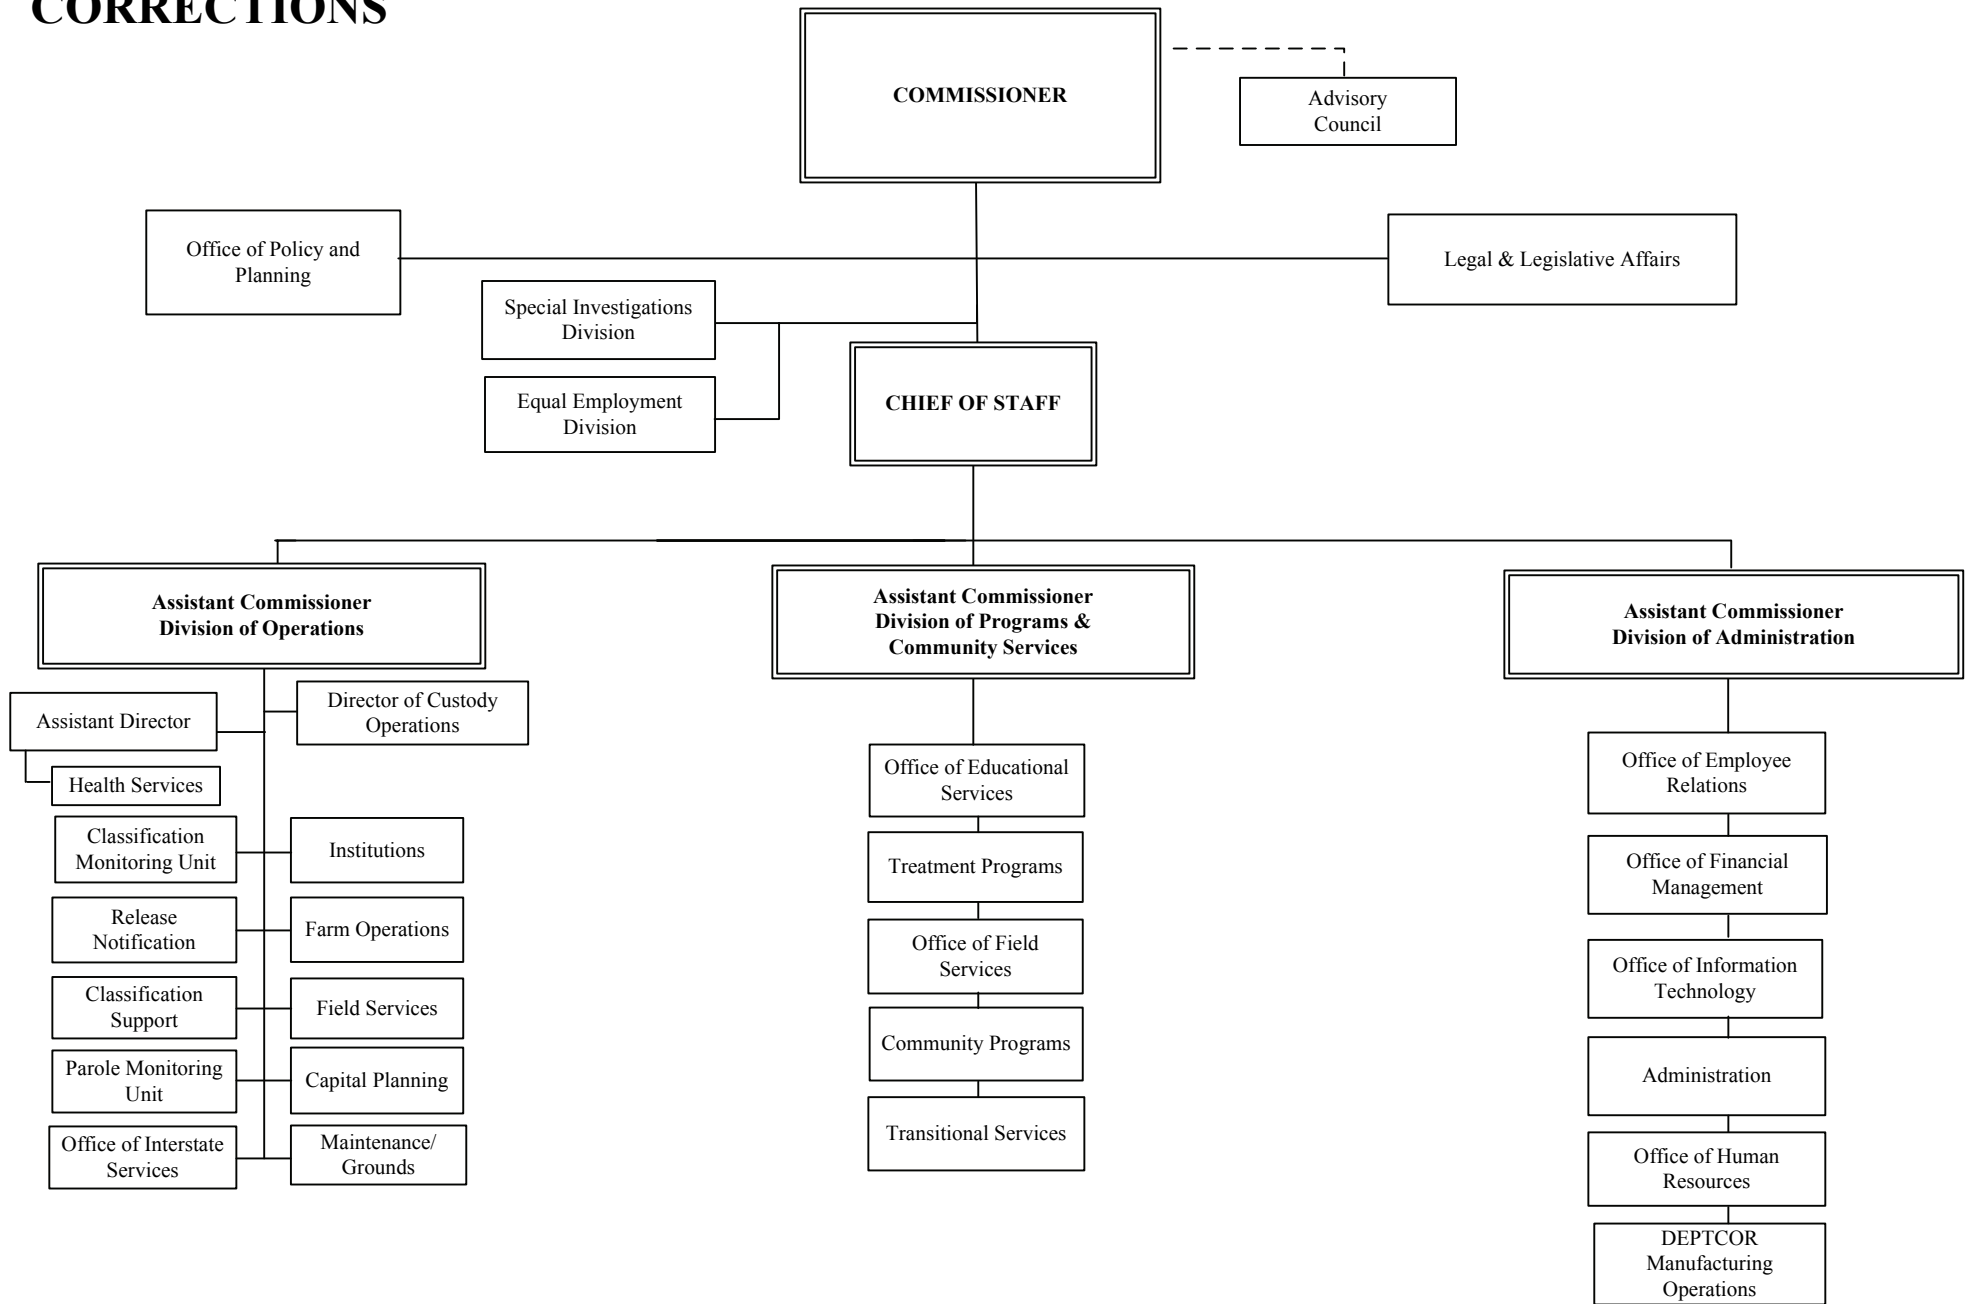 CORRECTIONS
COMMISSIONER
Advisory
Council
Office of Policy and
Planning
Legal & Legislative Affairs
Special Investigations
Division
Equal Employment
Division
CHIEF OF STAFF
Assistant Commissioner
Division of Operations
Assistant Director
Director of Custody
Operations
Health Services
Classification
Monitoring Unit
Institutions
Release
Notification
Farm Operations
Classification
Support
Field Services
Parole Monitoring
Unit
Capital Planning
Office of Interstate
Services
Maintenance/
Grounds
Assistant Commissioner
Division of Programs &
Community Services
Office of Educational
Services
Treatment Programs
Office of Field
Services
Community Programs
Transitional Services
Assistant Commissioner
Division of Administration
Office of Employee
Relations
Office of Financial
Management
Office of Information
Technology
Administration
Office of Human
Resources
DEPTCOR
Manufacturing
Operations